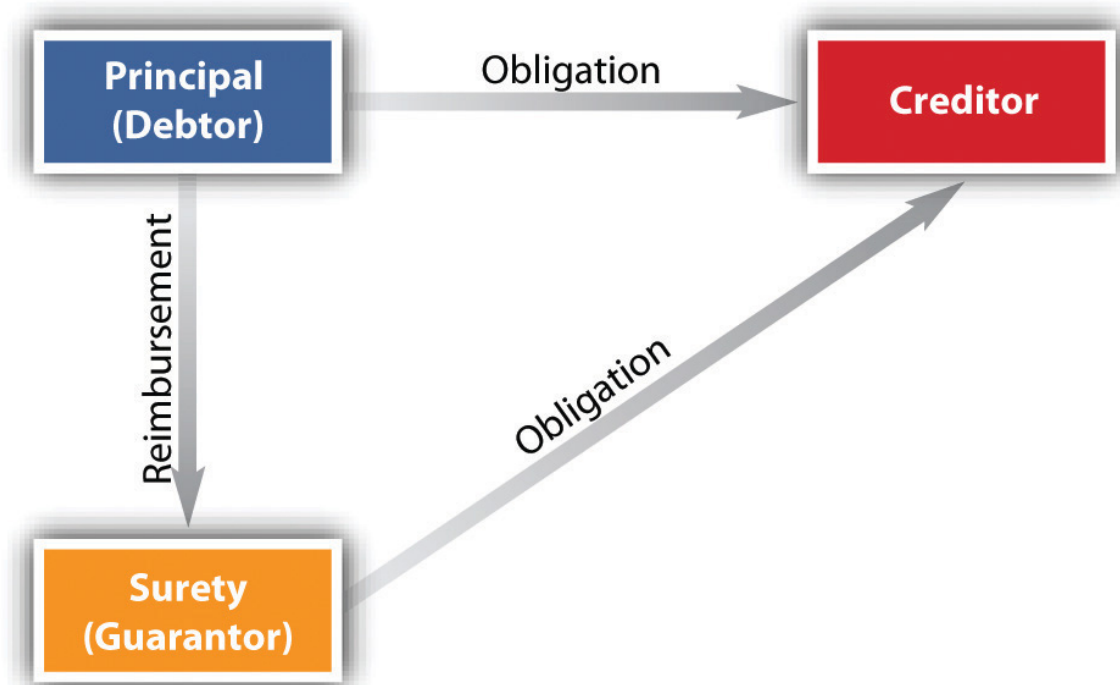 Principal
(Debtor)
Obligation
Creditor
Reimbursement
Obligation
Surety
(Guarantor)